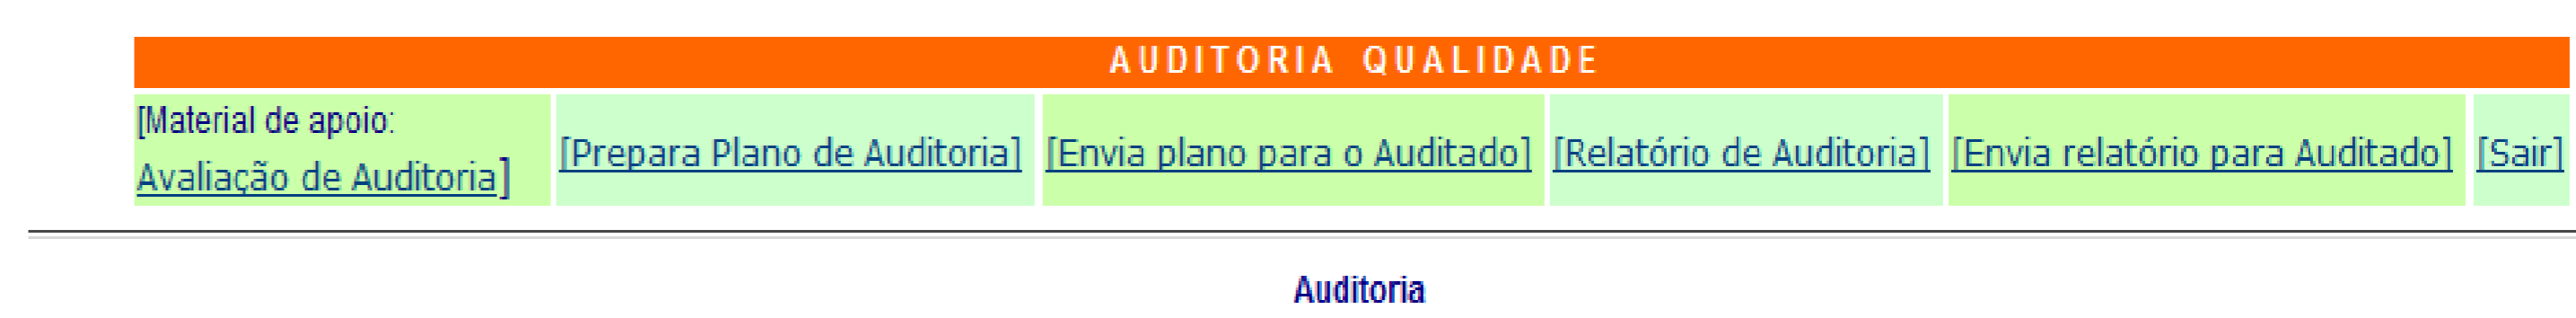 AUDITORIA QUALIDADE
[Material de apoio:
Avaliação de Auditoria]
[Prepara Plano de Auditoria]
[Envia plano para o Auditado]
[Relatório de Auditoria]
[Envia relatório para Auditado]
[Sair]
Auditoria